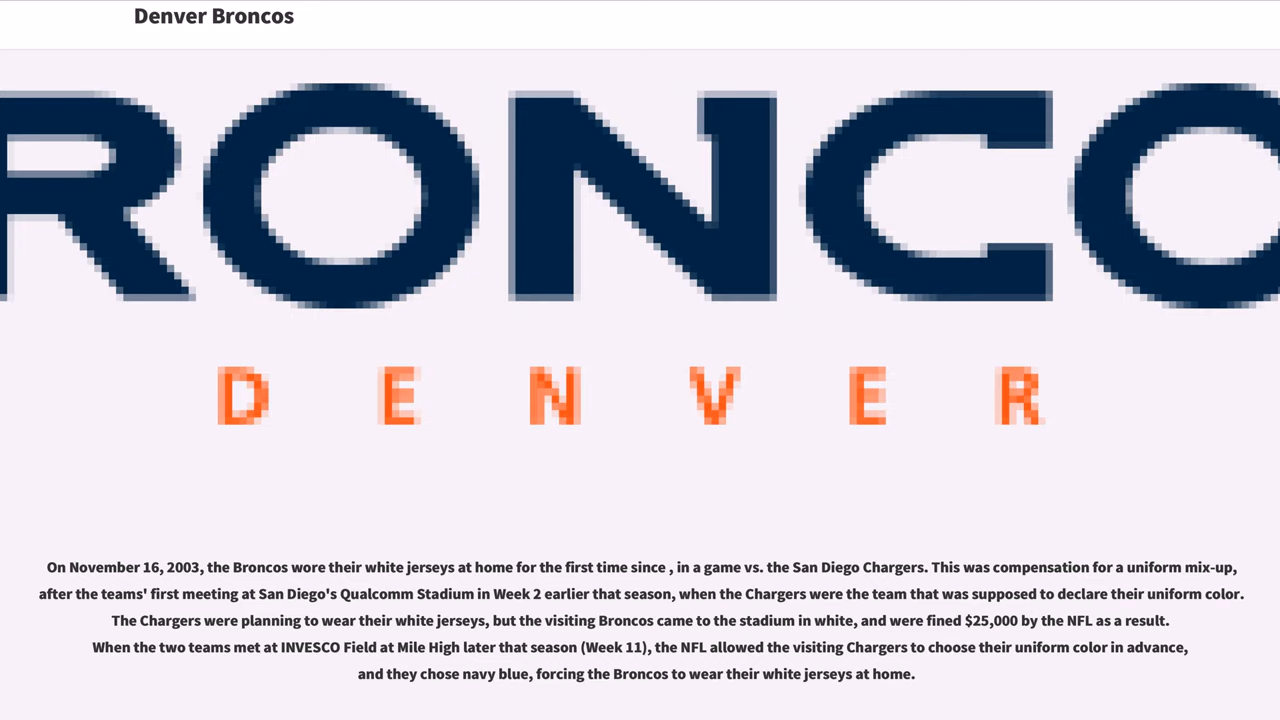 Denver Broncos
RONCO
DENVER
On November 16, 2003, the Broncos wore their white jerseys at home for the first time since , in a game vs. the San Diego Chargers. This was compensation for a uniform mix-up,
after the teams' first meeting at San Diego's Qualcomm Stadium in Week 2 earlier that season, when the Chargers were the team that was supposed to declare their uniform color.
The Chargers were planning to wear their white jerseys, but the visiting Broncos came to the stadium in white, and were fined $25,000 by the NFL as a result.
When the two teams met at INVESCO Field at Mile High later that season (Week 11), the NFL allowed the visiting Chargers to choose their uniform color in advance,
and they chose navy blue, forcing the Broncos to wear their white jerseys at home.